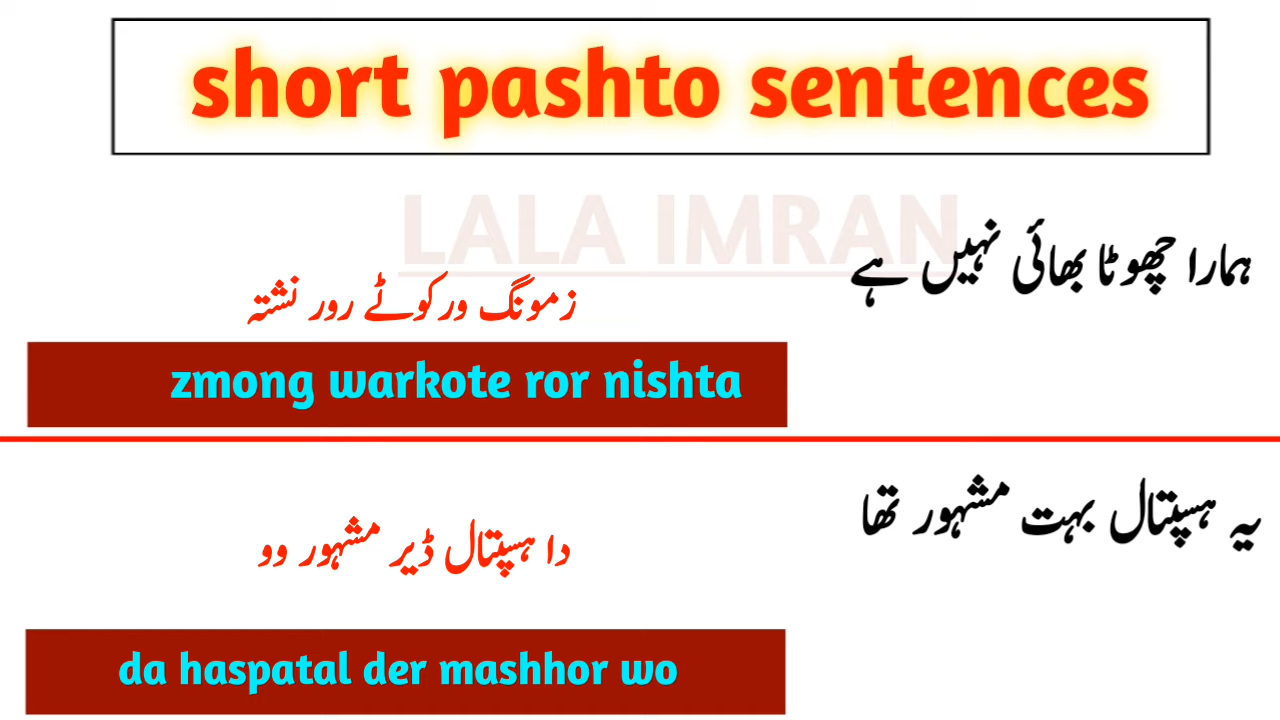 short pashto sentences
LALA IMRAN
ہمارا چھوٹا بھائی نہیں ہے
زمونگ ورکوٹے رور نشتہ
zmong warkote ror nishta
یہ ہسپتال بہت مشہور تھا
دا ہسپتال ڈیر مشہور وو
da haspatal der mashhor wo